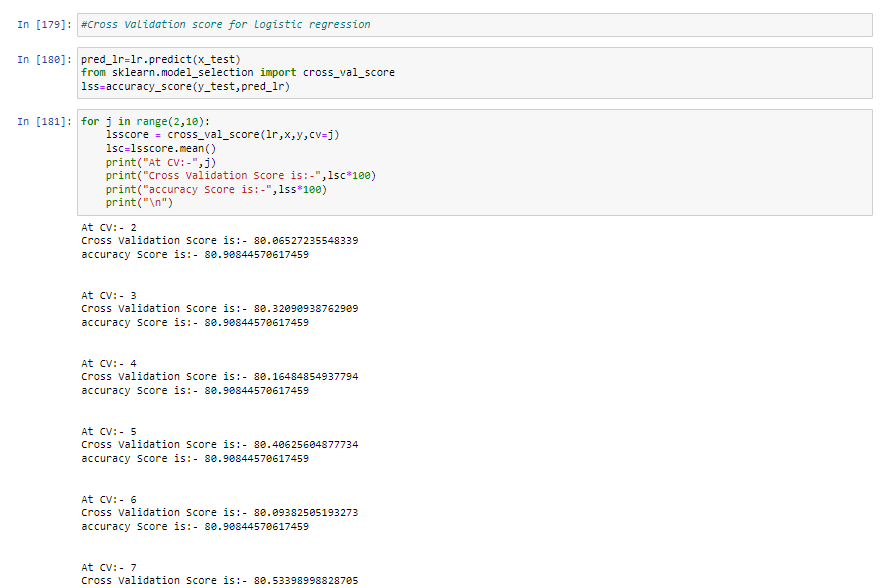 In [179]: #Cross Validation score for logistic regression
In [180]: pred_lr=lr.predict(x_test)
from sklearn.model_selection import cross_val_score
lss=accuracy_score(y_test,pred_lr)
In [181]: for j in range(2,10):
    lsscore = cross_val_score(lr,x,y,cv=j)
    lsc=lsscore.mean()
    print("At CV:-",j)
    print("Cross Validation Score is:-",lsc*100)
    print("accuracy Score is:-",lss*100)
    print("\n")
At CV:- 2
Cross Validation Score is:- 80.06527235548339
accuracy Score is:- 80.90844570617459
At CV:- 3
Cross Validation Score is:- 80.32090938762909
accuracy Score is:- 80.90844570617459
At CV:- 4
Cross Validation Score is:- 80.16484854937794
accuracy Score is:- 80.90844570617459
At CV:- 5
Cross Validation Score is:- 80.40625604877734
accuracy Score is:- 80.90844570617459
At CV:- 6
Cross Validation Score is:- 80.09382505193273
accuracy Score is:- 80.90844570617459
At CV:- 7
Cross Validation Score is:- 80.53398998828705